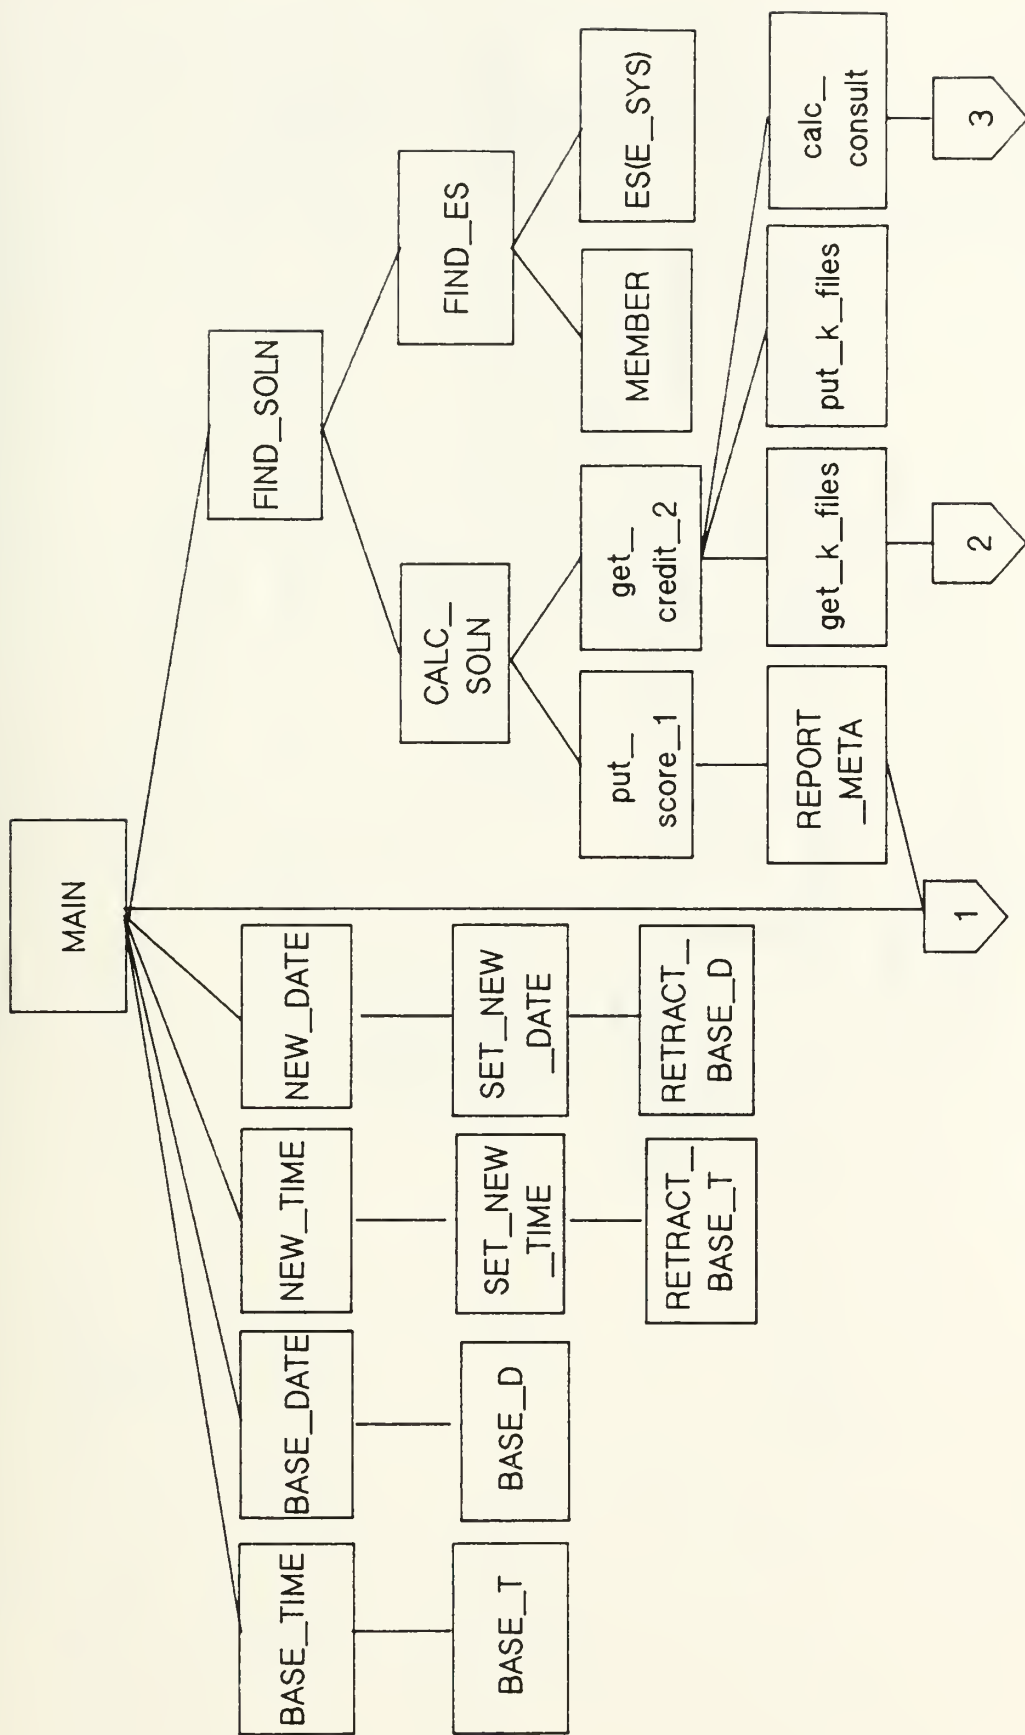 MAIN
BASE_TIME
BASE_DATE
NEW_TIME
NEW_DATE
FIND_SOLN
BASE_T
BASE_D
SET_NEW
_TIME
SET_NEW
_DATE
CALC_
SOLN
FIND_ES
RETRACT_
BASE_T
RETRACT_
BASE_D
put_
score_1
get_
credit_2
MEMBER
ES(E_SYS)
REPORT
_META
get_k_files
put_k_files
calc_
consult
1
2
3